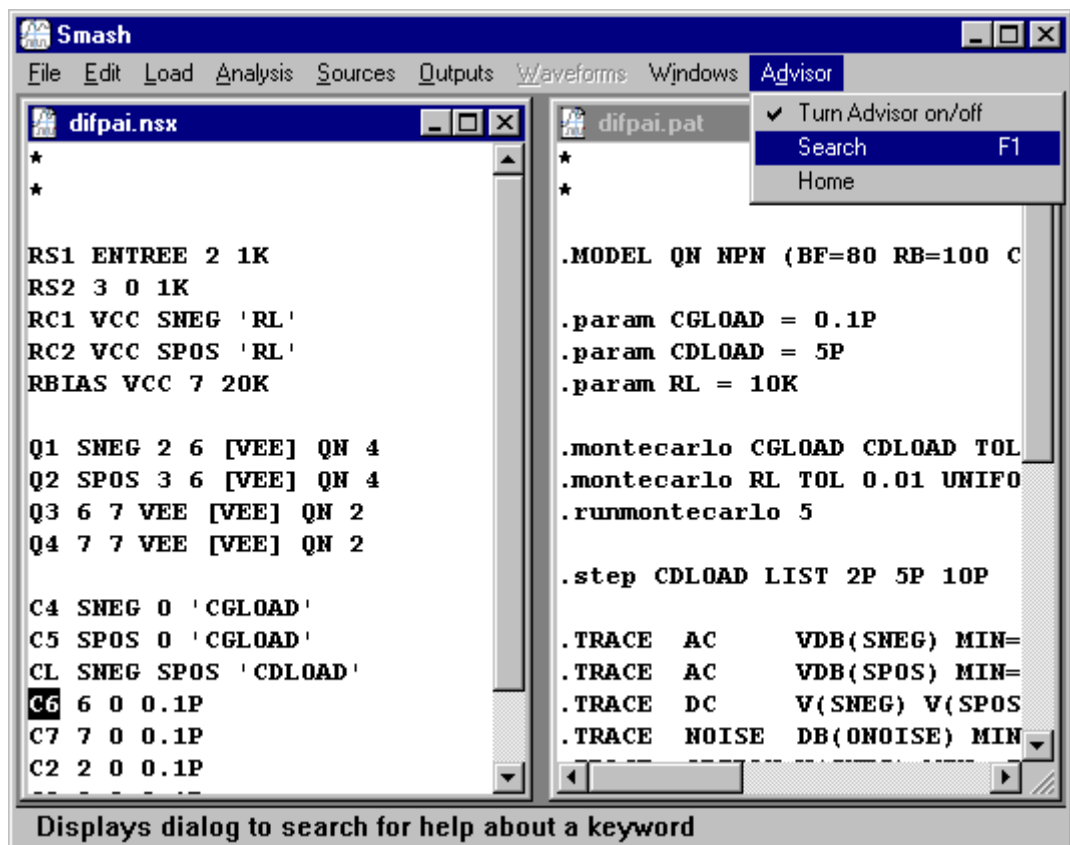 Smash
File Edit Load Analysis Sources Outputs Waveforms Windows Advisor
✔ Turn Advisor on/off
Search F1
Home
difpai.nsx
*
*
RS1 ENTREE 2 1K
RS2 3 0 1K
RC1 VCC SNEG 'RL'
RC2 VCC SPOS 'RL'
RBIAS VCC 7 20K
Q1 SNEG 2 6 [VEE] QN 4
Q2 SPOS 3 6 [VEE] QN 4
Q3 6 7 VEE [VEE] QN 2
Q4 7 7 VEE [VEE] QN 2
C4 SNEG 0 'CGLOAD'
C5 SPOS 0 'CGLOAD'
CL SNEG SPOS 'CDLOAD'
C6 6 0 0.1P
C7 7 0 0.1P
C2 2 0 0.1P
difpai.pat
*
*
.MODEL QN NPN (BF=80 RB=100 C
.param CGLOAD = 0.1P
.param CDLOAD = 5P
.param RL = 10K
.montecarlo CGLOAD CDLOAD TOL
.montecarlo RL TOL 0.01 UNIFO
.runmontecarlo 5
.step CDLOAD LIST 2P 5P 10P
.TRACE AC VDB(SNEG) MIN=
.TRACE AC VDB(SPOS) MIN=
.TRACE DC V(SNEG) V(SPOS
.TRACE NOISE DB(ONOISE) MIN
Displays dialog to search for help about a keyword